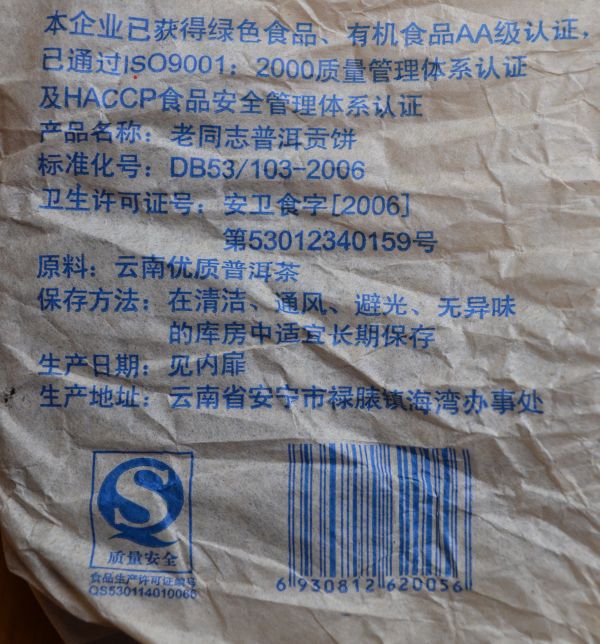 本企业已获得绿色食品、有机食品AA级认证,
已通过ISO9001：2000质量管理体系认证
及HACCP食品安全管理体系认证
产品名称：老同志普洱贡饼
标准化号：DB53/103-2006
卫生许可证号：安卫食字[2006]
第53012340159号
原料：云南优质普洱茶
保存方法：在清洁、通风、避光、无异味
的库房中适宜长期保存
生产日期：见内扉
生产地址：云南省安宁市禄脿镇海湾办事处
质量安全
食品生产许可证编号
QS530114010060
6 930812 620056